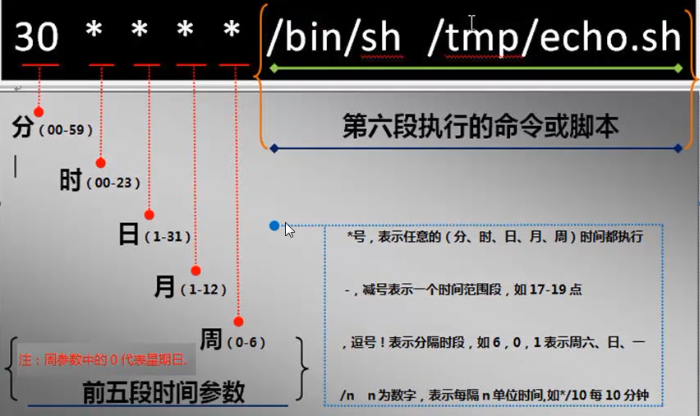 30 * * * * /bin/sh /tmp/echo.sh
第六段执行的命令或脚本
分（00-59）
时（00-23）
日（1-31）
月（1-12）
周（0-6）
注：周参数中的 0 代表星期日.
前五段时间参数
*号，表示任意的（分、时、日、月、周）时间都执行
-，减号表示一个时间范围段，如 17-19 点
，逗号！表示分隔时段，如 6，0，1 表示周六、日、一
/n n 为数字，表示每隔 n 单位时间,如*/10 每 10 分钟